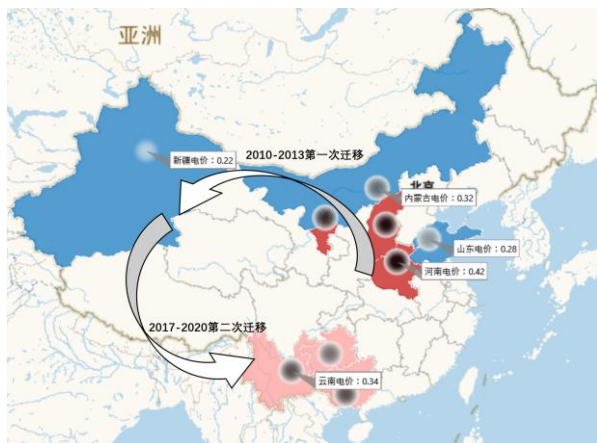 亚洲
2010-2013第一次迁移
新疆电价：0.22
北京
内蒙古电价：0.32
山东电价：0.28
河南电价：0.42
2017-2020第二次迁移
云南电价：0.34